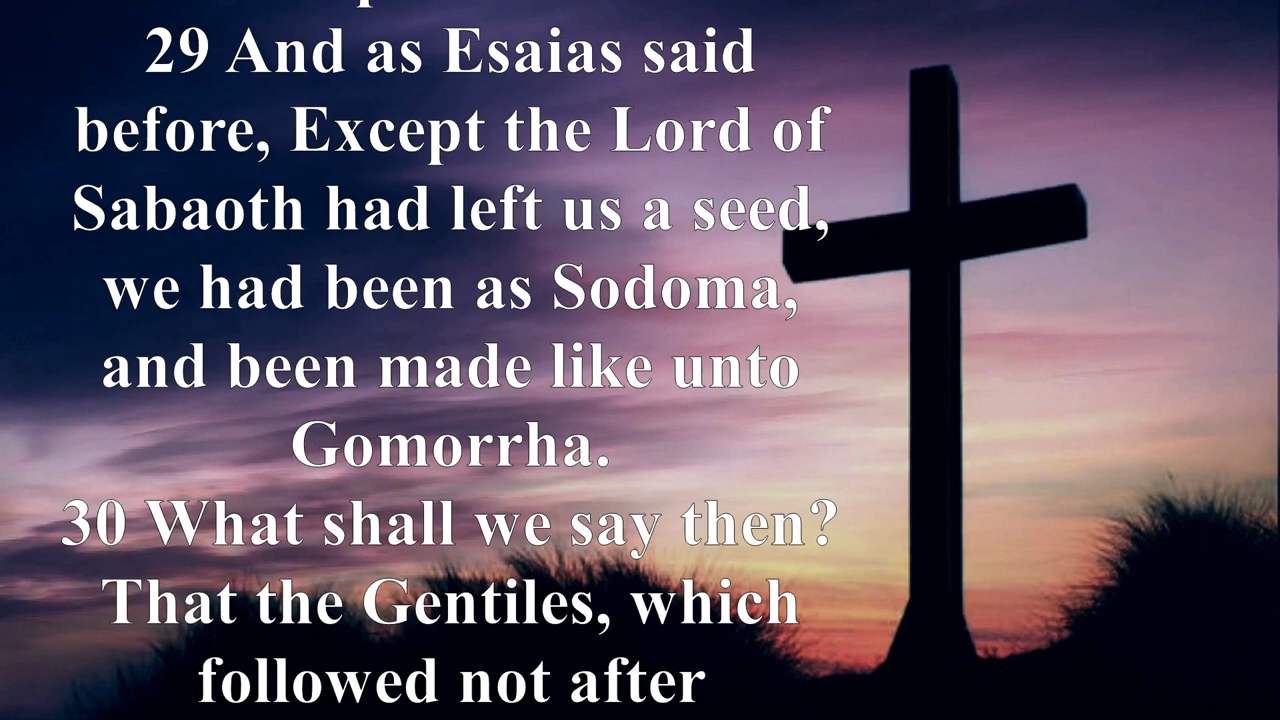 29 And as Esaias said
before, Except the Lord of
Sabaoth had left us a seed,
we had been as Sodoma,
and been made like unto
Gomorrha.
30 What shall we say then?
That the Gentiles, which
followed not after